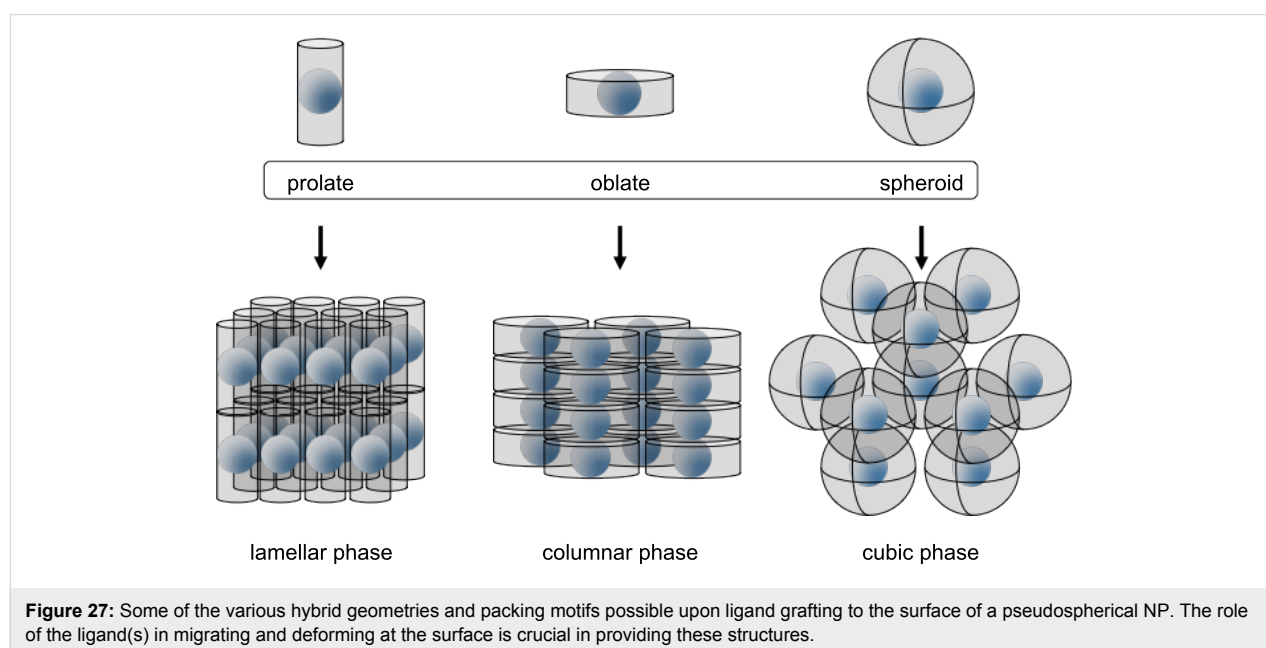 prolate oblate spheroid
lamellar phase columnar phase cubic phase
Figure 27: Some of the various hybrid geometries and packing motifs possible upon ligand grafting to the surface of a pseudospherical NP. The role
of the ligand(s) in migrating and deforming at the surface is crucial in providing these structures.